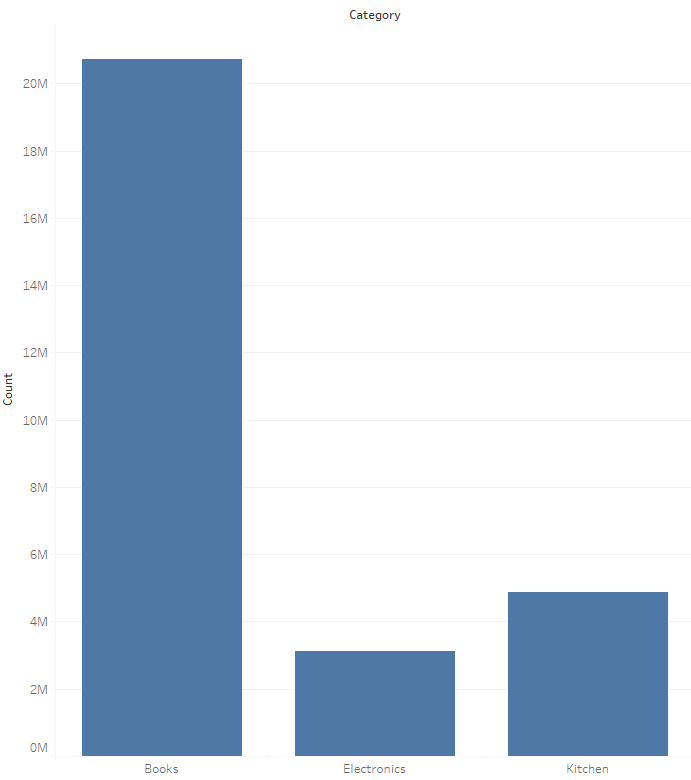 Category
20M
18M
16M
14M
12M
10M
8M
6M
4M
2M
0M
Count
Books Electronics Kitchen